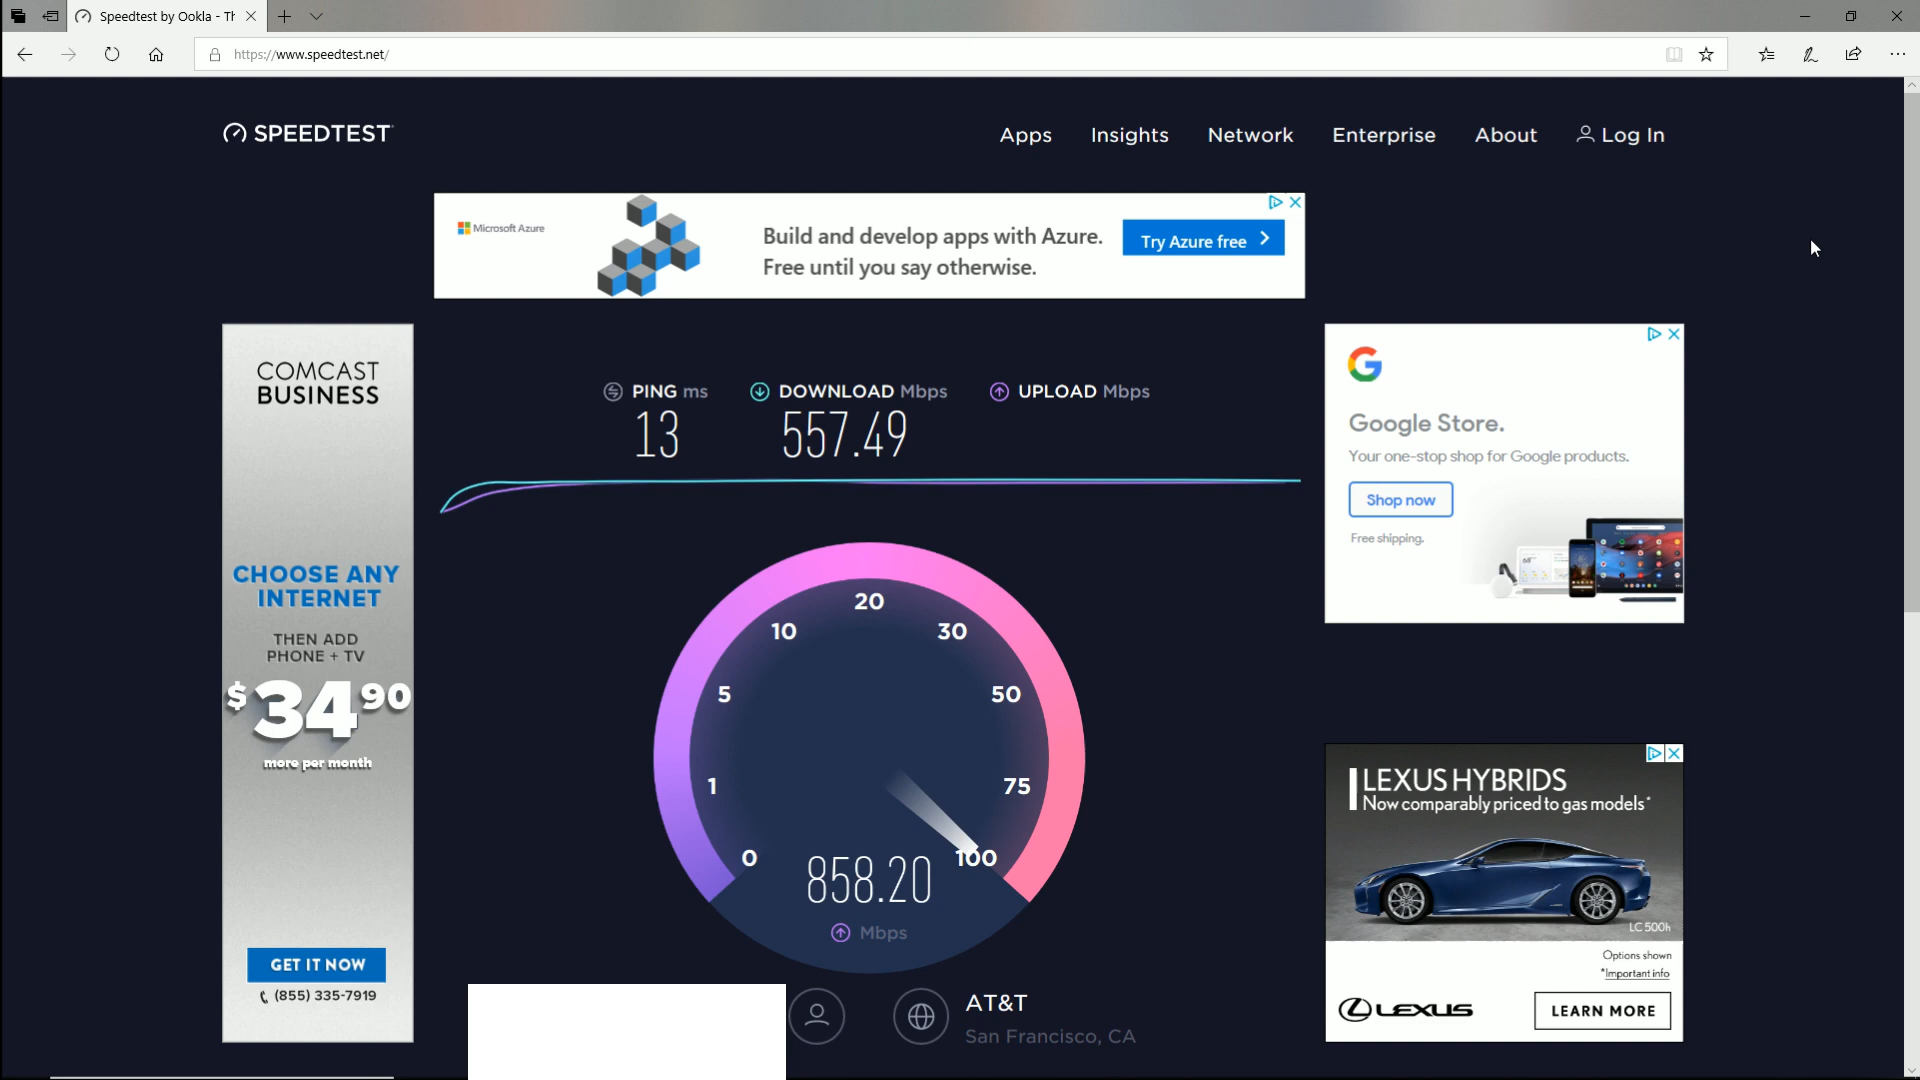 Speedtest by Ookla - Th
https://www.speedtest.net/
SPEEDTEST
Apps Insights Network Enterprise About Log In
Microsoft Azure
Build and develop apps with Azure.
Free until you say otherwise.
Try Azure free
COMCAST
BUSINESS
CHOOSE ANY
INTERNET
THEN ADD
PHONE + TV
$34 90
more per month
GET IT NOW
(855) 335-7919
PING ms
13
DOWNLOAD Mbps
557.49
UPLOAD Mbps
0
1
5
10
20
30
50
75
100
858.20
Mbps
AT&T
San Francisco, CA
Google Store.
Your one-stop shop for Google products.
Shop now
Free shipping.
LEXUS HYBRIDS
Now comparably priced to gas models*
LC 500h
Options shown
*Important info
LEXUS
LEARN MORE